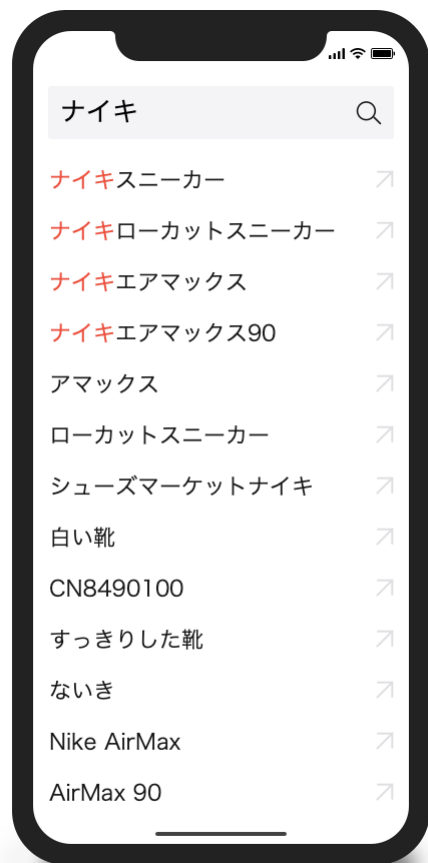 ナイキ
ナイキスニーカー
ナイキローカットスニーカー
ナイキエアマックス
ナイキエアマックス90
アマックス
ローカットスニーカー
シューズマーケットナイキ
白い靴
CN8490100
すっきりした靴
ないき
Nike AirMax
AirMax 90